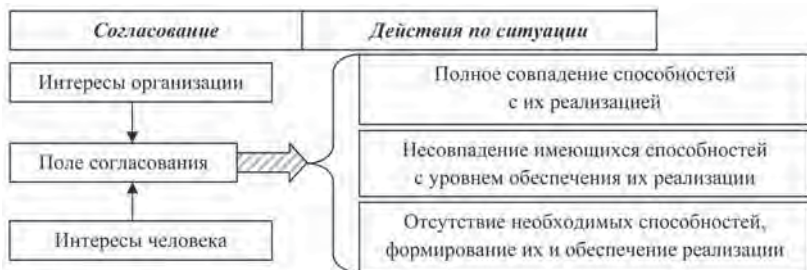 Согласование
Действия по ситуации
Интересы организации
Поле согласования
Интересы человека
Полное совпадение способностей
с их реализацией
Несовпадение имеющихся способностей
с уровнем обеспечения их реализации
Отсутствие необходимых способностей,
формирование их и обеспечение реализации